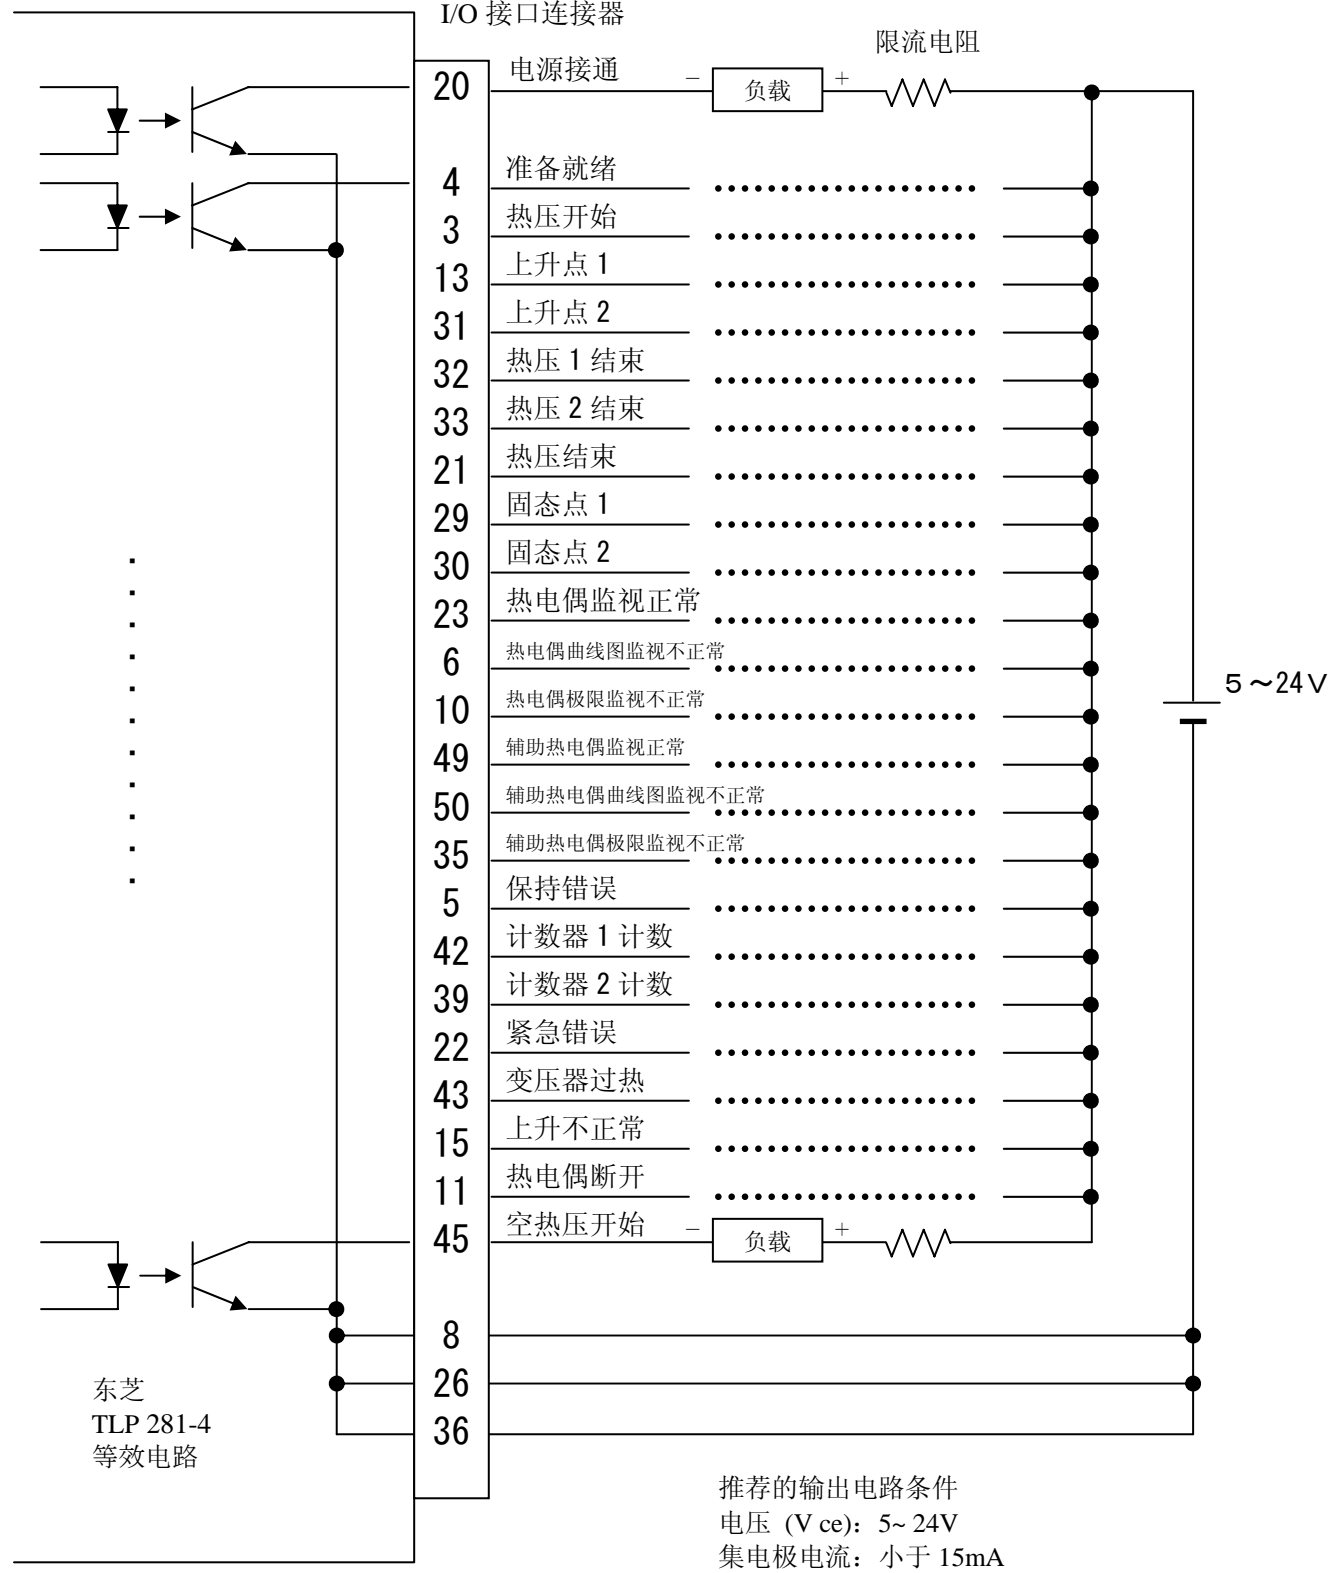 I/O 接口连接器
限流电阻
20 电源接通 － 负载 ＋
4 准备就绪
3 热压开始
13 上升点 1
31 上升点 2
32 热压 1 结束
33 热压 2 结束
21 热压结束
29 固态点 1
30 固态点 2
23 热电偶监视正常
6 热电偶曲线图监视不正常
5～24V
10 热电偶极限监视不正常
49 辅助热电偶监视正常
50 辅助热电偶曲线图监视不正常
35 辅助热电偶极限监视不正常
5 保持错误
42 计数器 1 计数
39 计数器 2 计数
22 紧急错误
43 变压器过热
15 上升不正常
11 热电偶断开
45 空热压开始 － 负载 ＋
8
26
36
东芝
TLP 281-4
等效电路
推荐的输出电路条件
电压 (V ce)：5~ 24V
集电极电流：小于 15mA